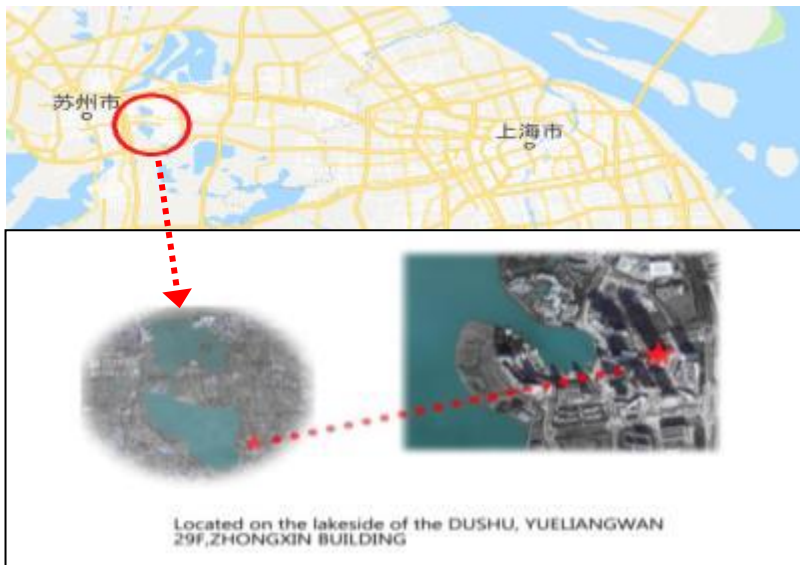 苏州市
上海市
Located on the lakeside of the DUSHU, YUELIANGWAN
29F,ZHONGXIN BUILDING